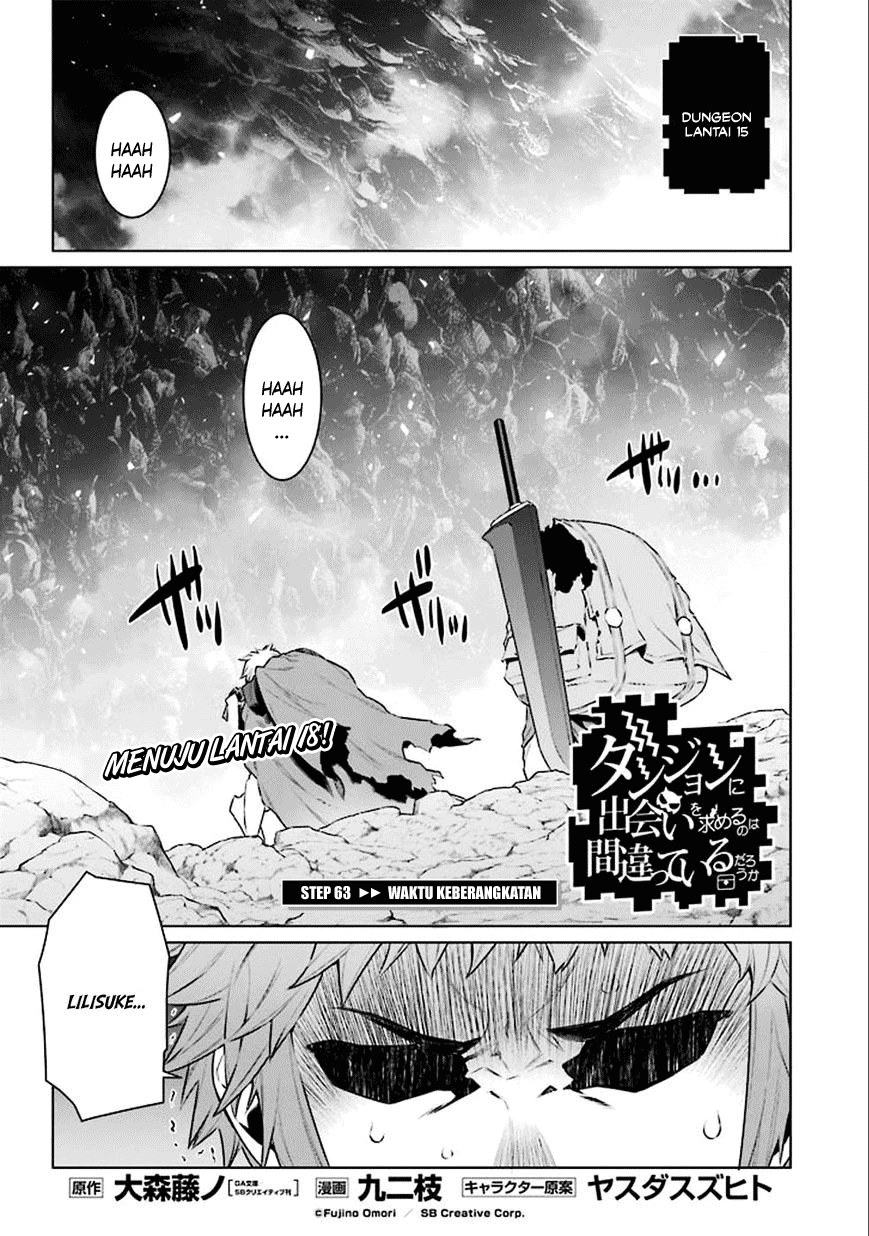 DUNGEON
LANTAI 15
HAAH
HAAH
HAAH
HAAH
...
ザッ...
ザッ
ザッ
MENUJU LANTAI 18!
ダンジョンに
出会いを求めるのは
間違っているだろうか
STEP 63 ▶▶ WAKTU KEBERANGKATAN
LILISUKE...
原作 大森藤ノ [GA文庫 SBクリエイティブ刊] 漫画 九二枝 キャラクター原案 ヤスダスズヒト
©Fujino Omori / SB Creative Corp.